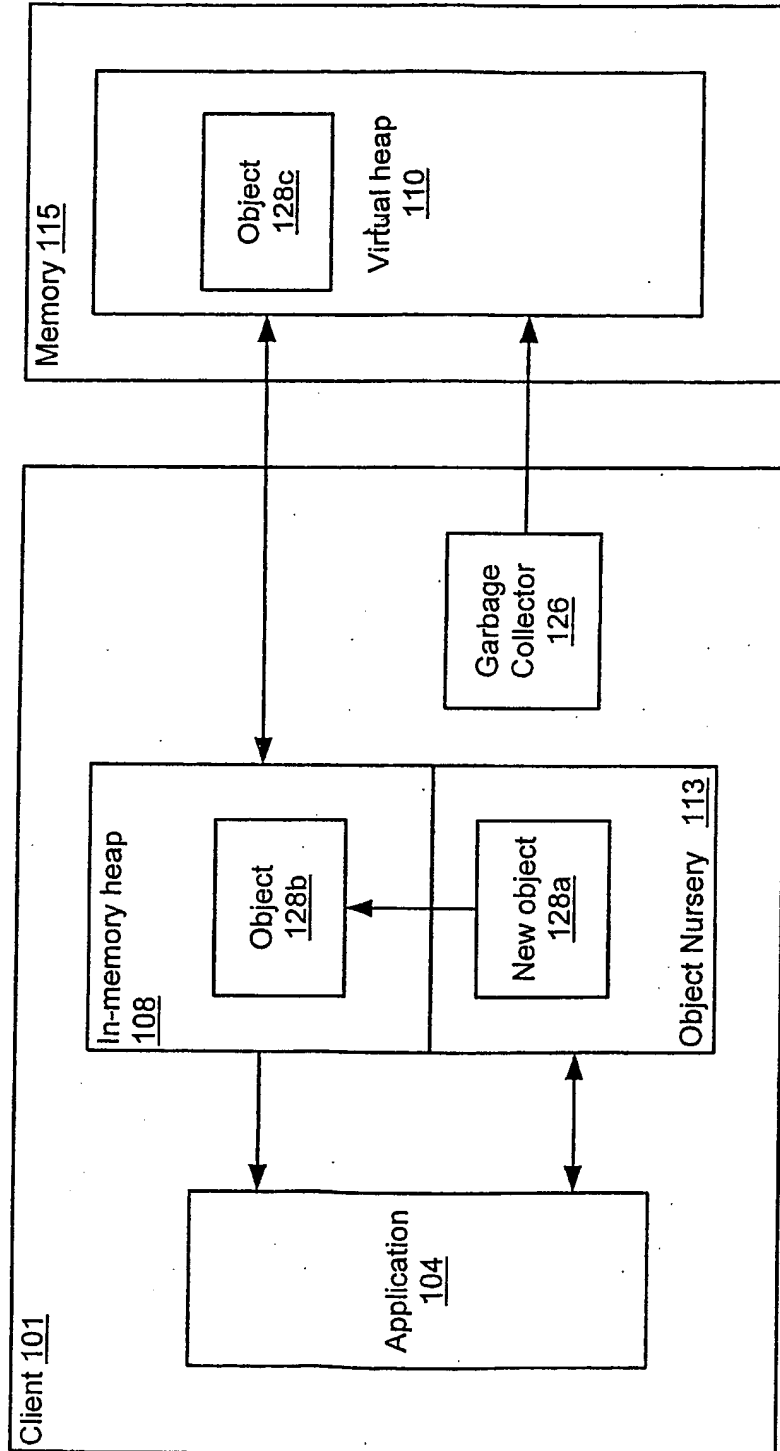 Client 101
Application
104
In-memory heap
108
Object
128b
New object
128a
Object Nursery 113
Garbage
Collector
126
Memory 115
Object
128c
Virtual heap
110